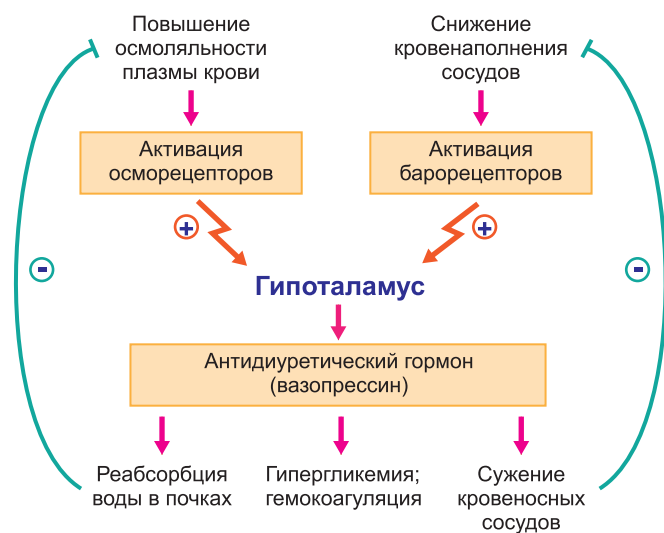 Повышение
осмоляльности
плазмы крови
Снижение
кровенаполнения
сосудов
Активация
осморецепторов
Активация
барорецепторов
+
+
-
-
Гипоталамус
Антидиуретический гормон
(вазопрессин)
Реабсорбция
воды в почках
Гипергликемия;
гемокоагуляция
Сужение
кровеносных
сосудов